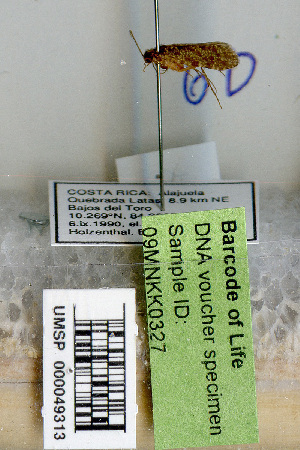 6D
COSTA RICA: Alajuela
Quebrada Latas, 8.9 km NE
Bajos del Toro
10.269°N, 84
6.ix.1990, el
Holzenthal,
Barcode of Life
DNA voucher specimen
Sample ID:
09MNKK0327
UMSP 000049313